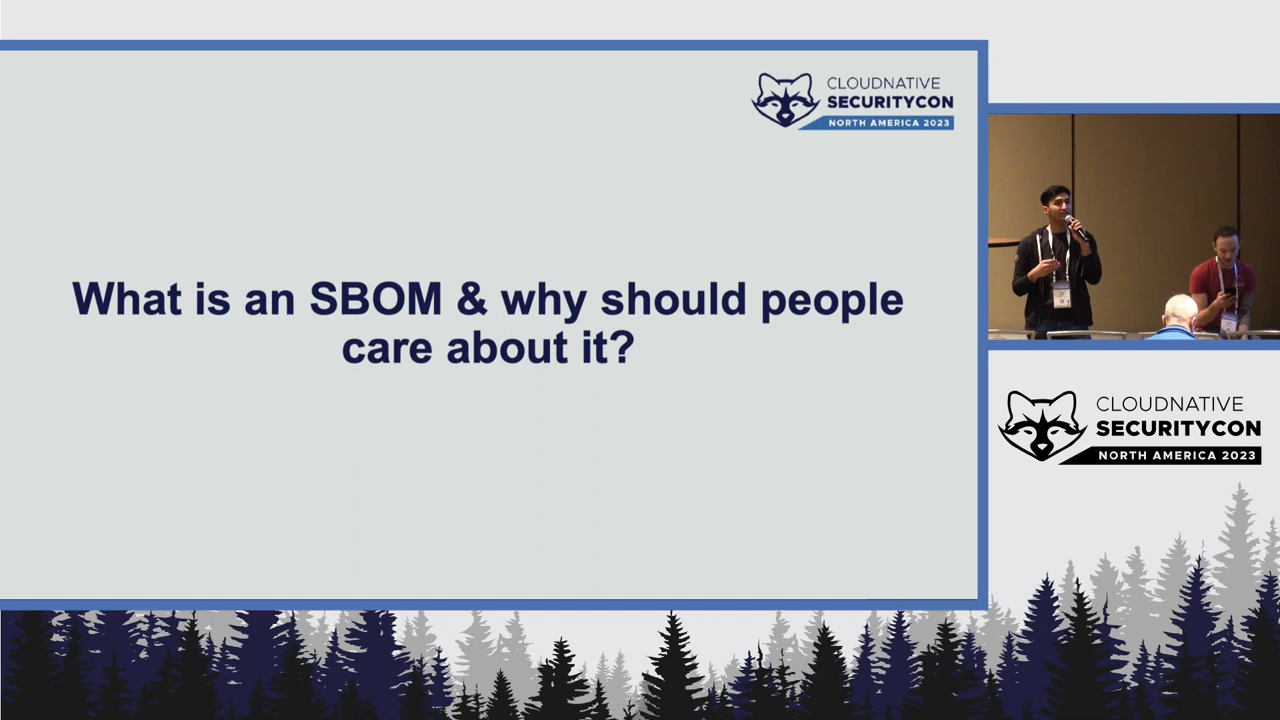 CLOUDNATIVE
SECURITYCON
NORTH AMERICA 2023
What is an SBOM & why should people
care about it?
CLOUDNATIVE
SECURITYCON
NORTH AMERICA 2023